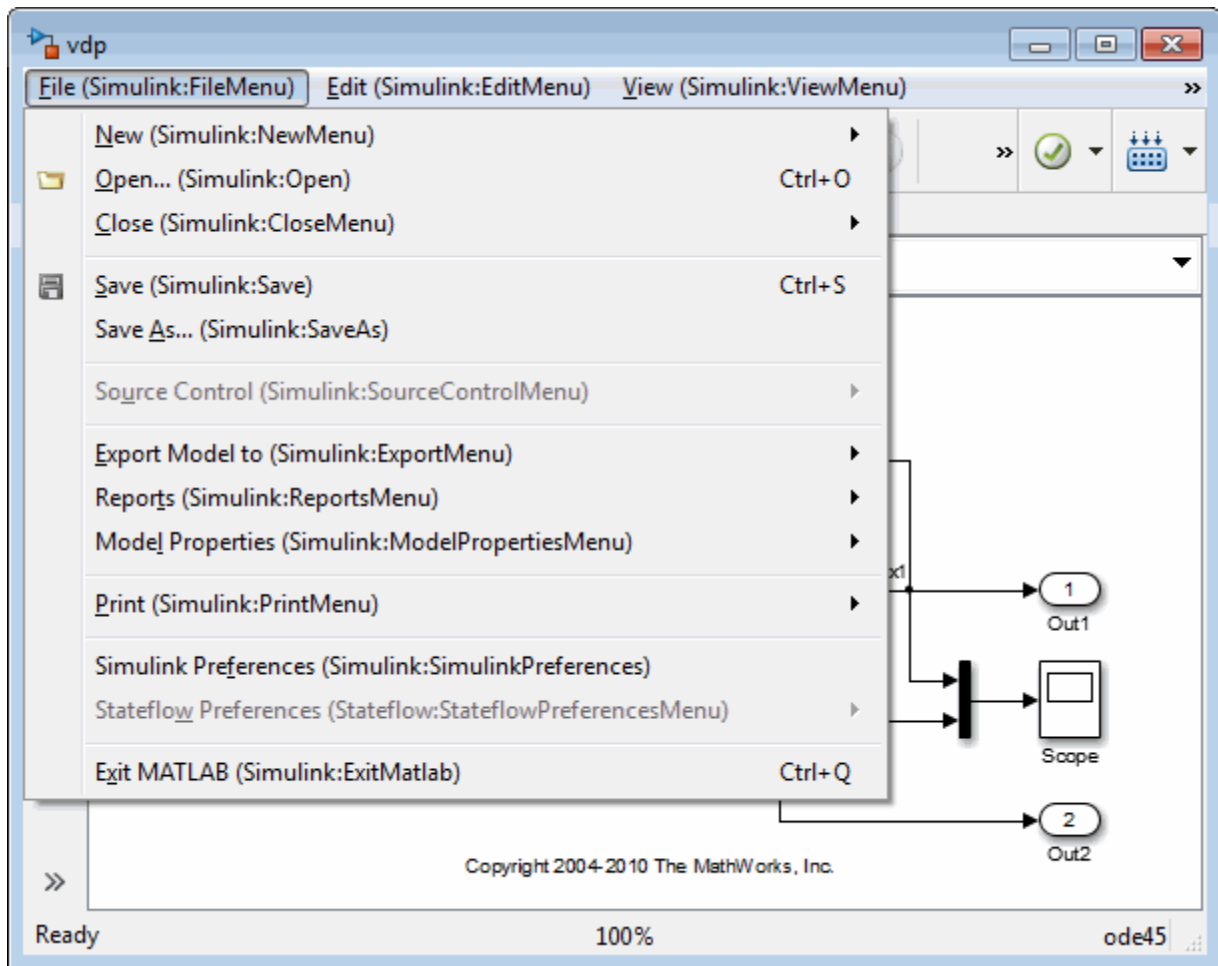 vdp
File (Simulink:FileMenu) Edit (Simulink:EditMenu) View (Simulink:ViewMenu) »
New (Simulink:NewMenu)
Open... (Simulink:Open) Ctrl+O
Close (Simulink:CloseMenu)
Save (Simulink:Save) Ctrl+S
Save As... (Simulink:SaveAs)
Source Control (Simulink:SourceControlMenu)
Export Model to (Simulink:ExportMenu)
Reports (Simulink:ReportsMenu)
Model Properties (Simulink:ModelPropertiesMenu)
Print (Simulink:PrintMenu)
Simulink Preferences (Simulink:SimulinkPreferences)
Stateflow Preferences (Stateflow:StateflowPreferencesMenu)
Exit MATLAB (Simulink:ExitMatlab) Ctrl+Q
x1
1
Out1
Scope
2
Out2
Copyright 2004-2010 The MathWorks, Inc.
Ready 100% ode45